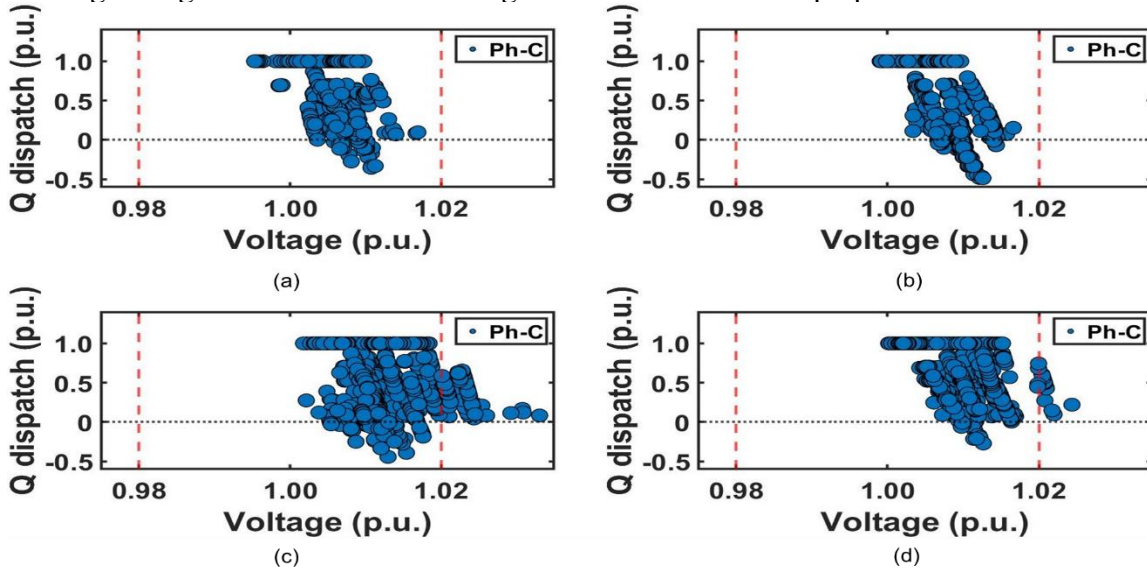 Ph-C
Q dispatch (p.u.)
1.0
0.5
0
-0.5
0.98 1.00 1.02
Voltage (p.u.)
(a)
Ph-C
Q dispatch (p.u.)
1.0
0.5
0
-0.5
0.98 1.00 1.02
Voltage (p.u.)
(b)
Ph-C
Q dispatch (p.u.)
1.0
0.5
0
-0.5
0.98 1.00 1.02
Voltage (p.u.)
(c)
Ph-C
Q dispatch (p.u.)
1.0
0.5
0
-0.5
0.98 1.00 1.02
Voltage (p.u.)
(d)